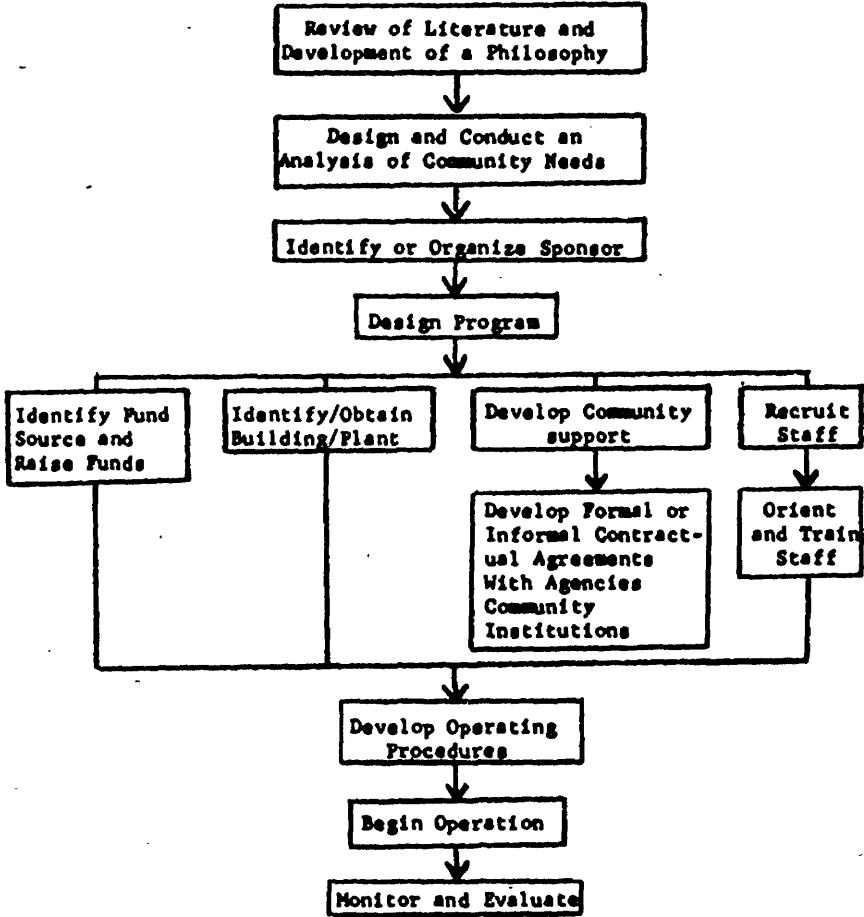 Review of Literature and
Development of a Philosophy
Design and Conduct an
Analysis of Community Needs
Identify or Organize Sponsor
Design Program
Identify Fund
Source and
Raise Funds
Identify/Obtain
Building/Plant
Develop Community
support
Recruit
Staff
Develop Formal or
Informal Contract-
ual Agreements
With Agencies
Community
Institutions
Orient
and Train
Staff
Develop Operating
Procedures
Begin Operation
Monitor and Evaluate